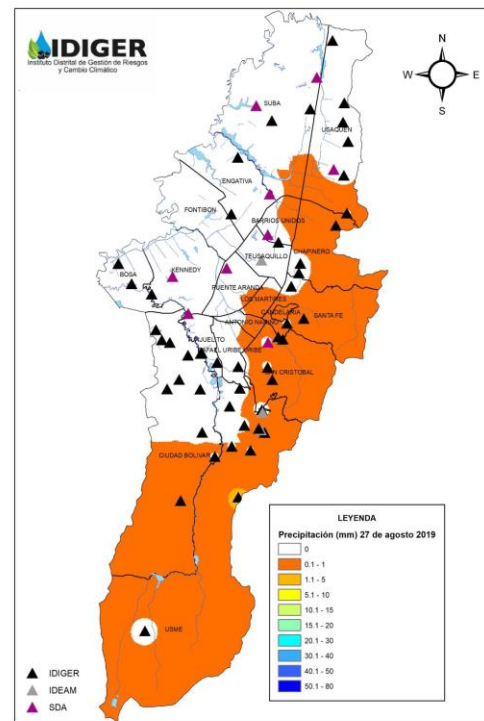 IDIGER
Instituto Distrital de Gestión de Riesgos
y Cambio Climático
N
W
E
S
SUBA
USAQUEN
ENGATIVA
FONTIBON
BARRIOS UNIDOS
TEUSAQUILLO
CHAPINERO
BOSA
KENNEDY
PUENTE ARANDA
LOS MARTIRES
CANDELARIA
ANTONIO NARIÑO
SANTA FE
TUNJUELITO
RAFAEL URIBE URIBE
SAN CRISTOBAL
CIUDAD BOLIVAR
USME
LEYENDA
Precipitación (mm) 27 de agosto 2019
0
0.1 - 1
1.1 - 5
5.1 - 10
10.1 - 15
15.1 - 20
20.1 - 30
30.1 - 40
40.1 - 50
50.1 - 60
IDIGER
IDEAM
SDA